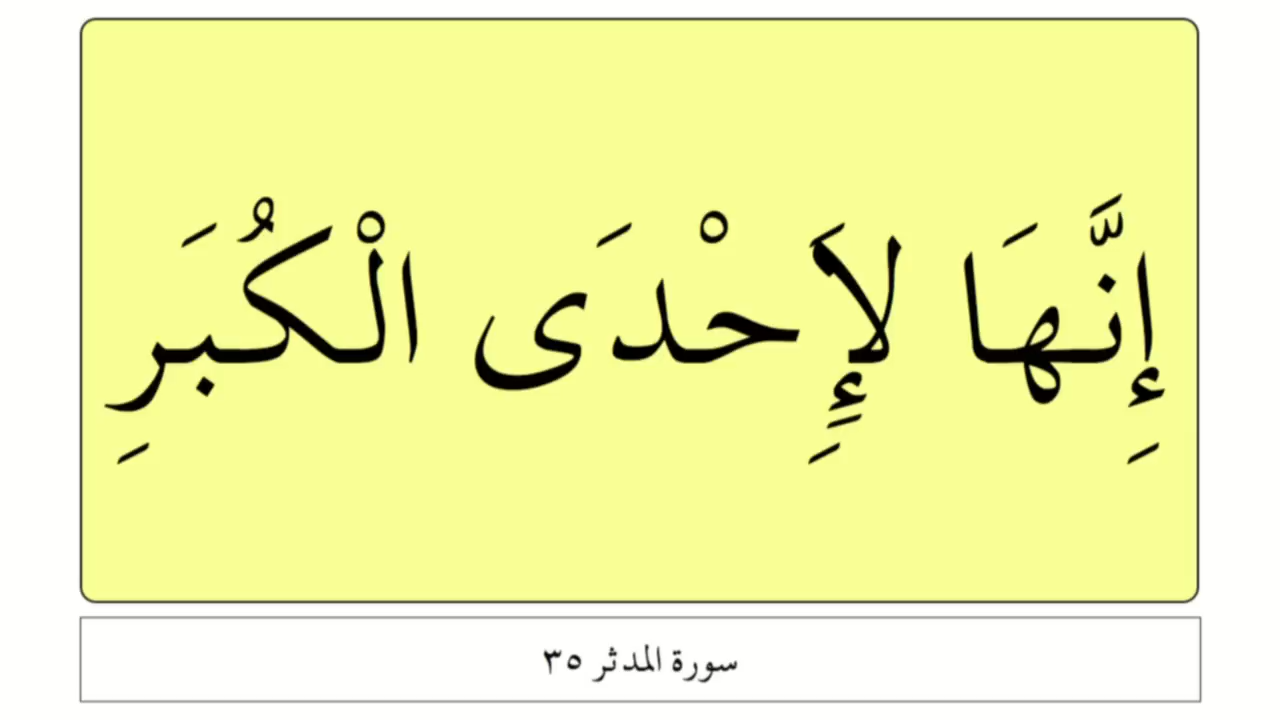 إِنَّهَا لَإِحْدَى الْكُبَرِ
سورة المدثر ٣٥